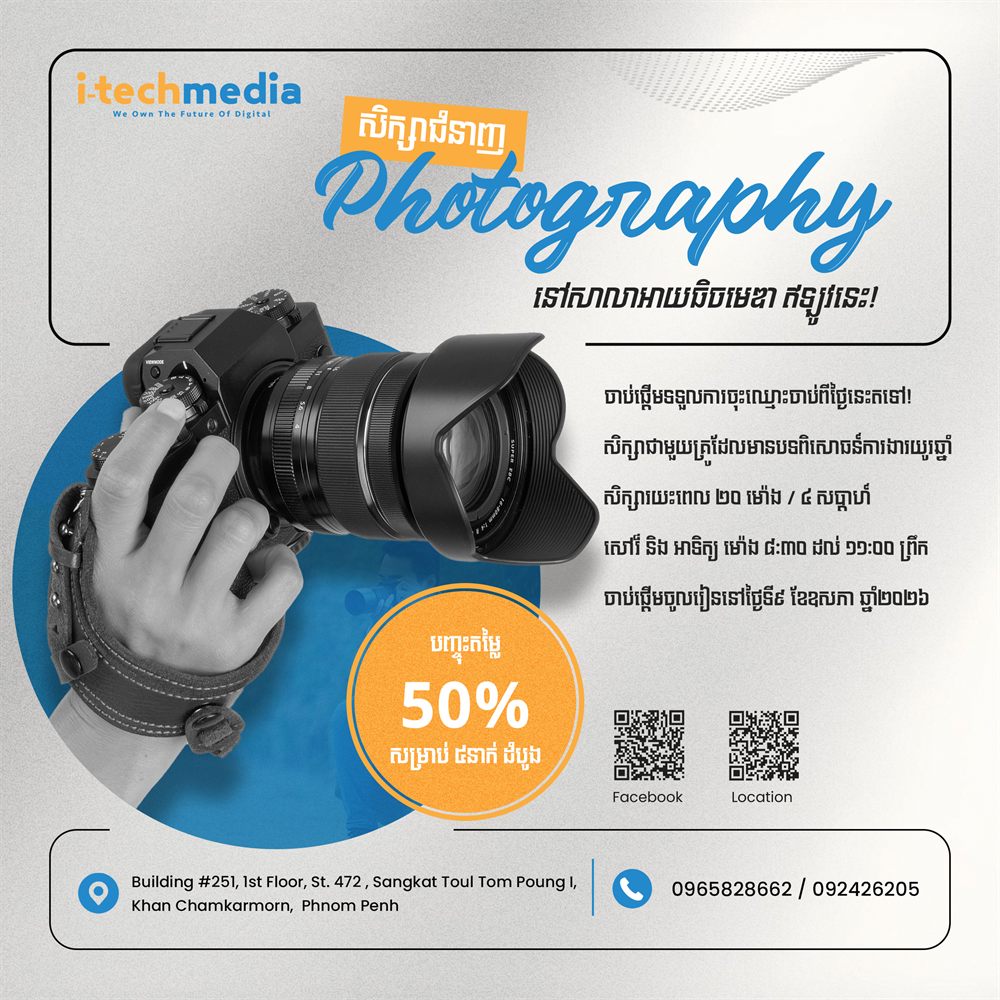 i-techmedia
We Own The Future Of Digital
សិក្សាជំនាញ
Photography
នៅសាលាអាយធិចមេឌា ឥឡូវនេះ!
ចាប់ផ្តើមទទួលការចុះឈ្មោះចាប់ពីថ្ងៃនេះតទៅ!
សិក្សាជាមួយគ្រូដែលមានបទពិសោធន៍ការងារយូរឆ្នាំ
សិក្សារយះពេល ២០ ម៉ោង / ៤ សប្តាហ៍
សៅរ៍ និង អាទិត្យ ម៉ោង ៨:៣០ ដល់ ១១:០០ ព្រឹក
ចាប់ផ្តើមចូលរៀននៅថ្ងៃទី៩ ខែឧសភា ឆ្នាំ២០២៦
VIEW MODE
5.6 4
SUPER EBC
បញ្ចុះតម្លៃ
50%
សម្រាប់ ៥នាក់ ដំបូង
Facebook
Location
Building #251, 1st Floor, St. 472 , Sangkat Toul Tom Poung I,
Khan Chamkarmorn, Phnom Penh
0965828662 / 092426205